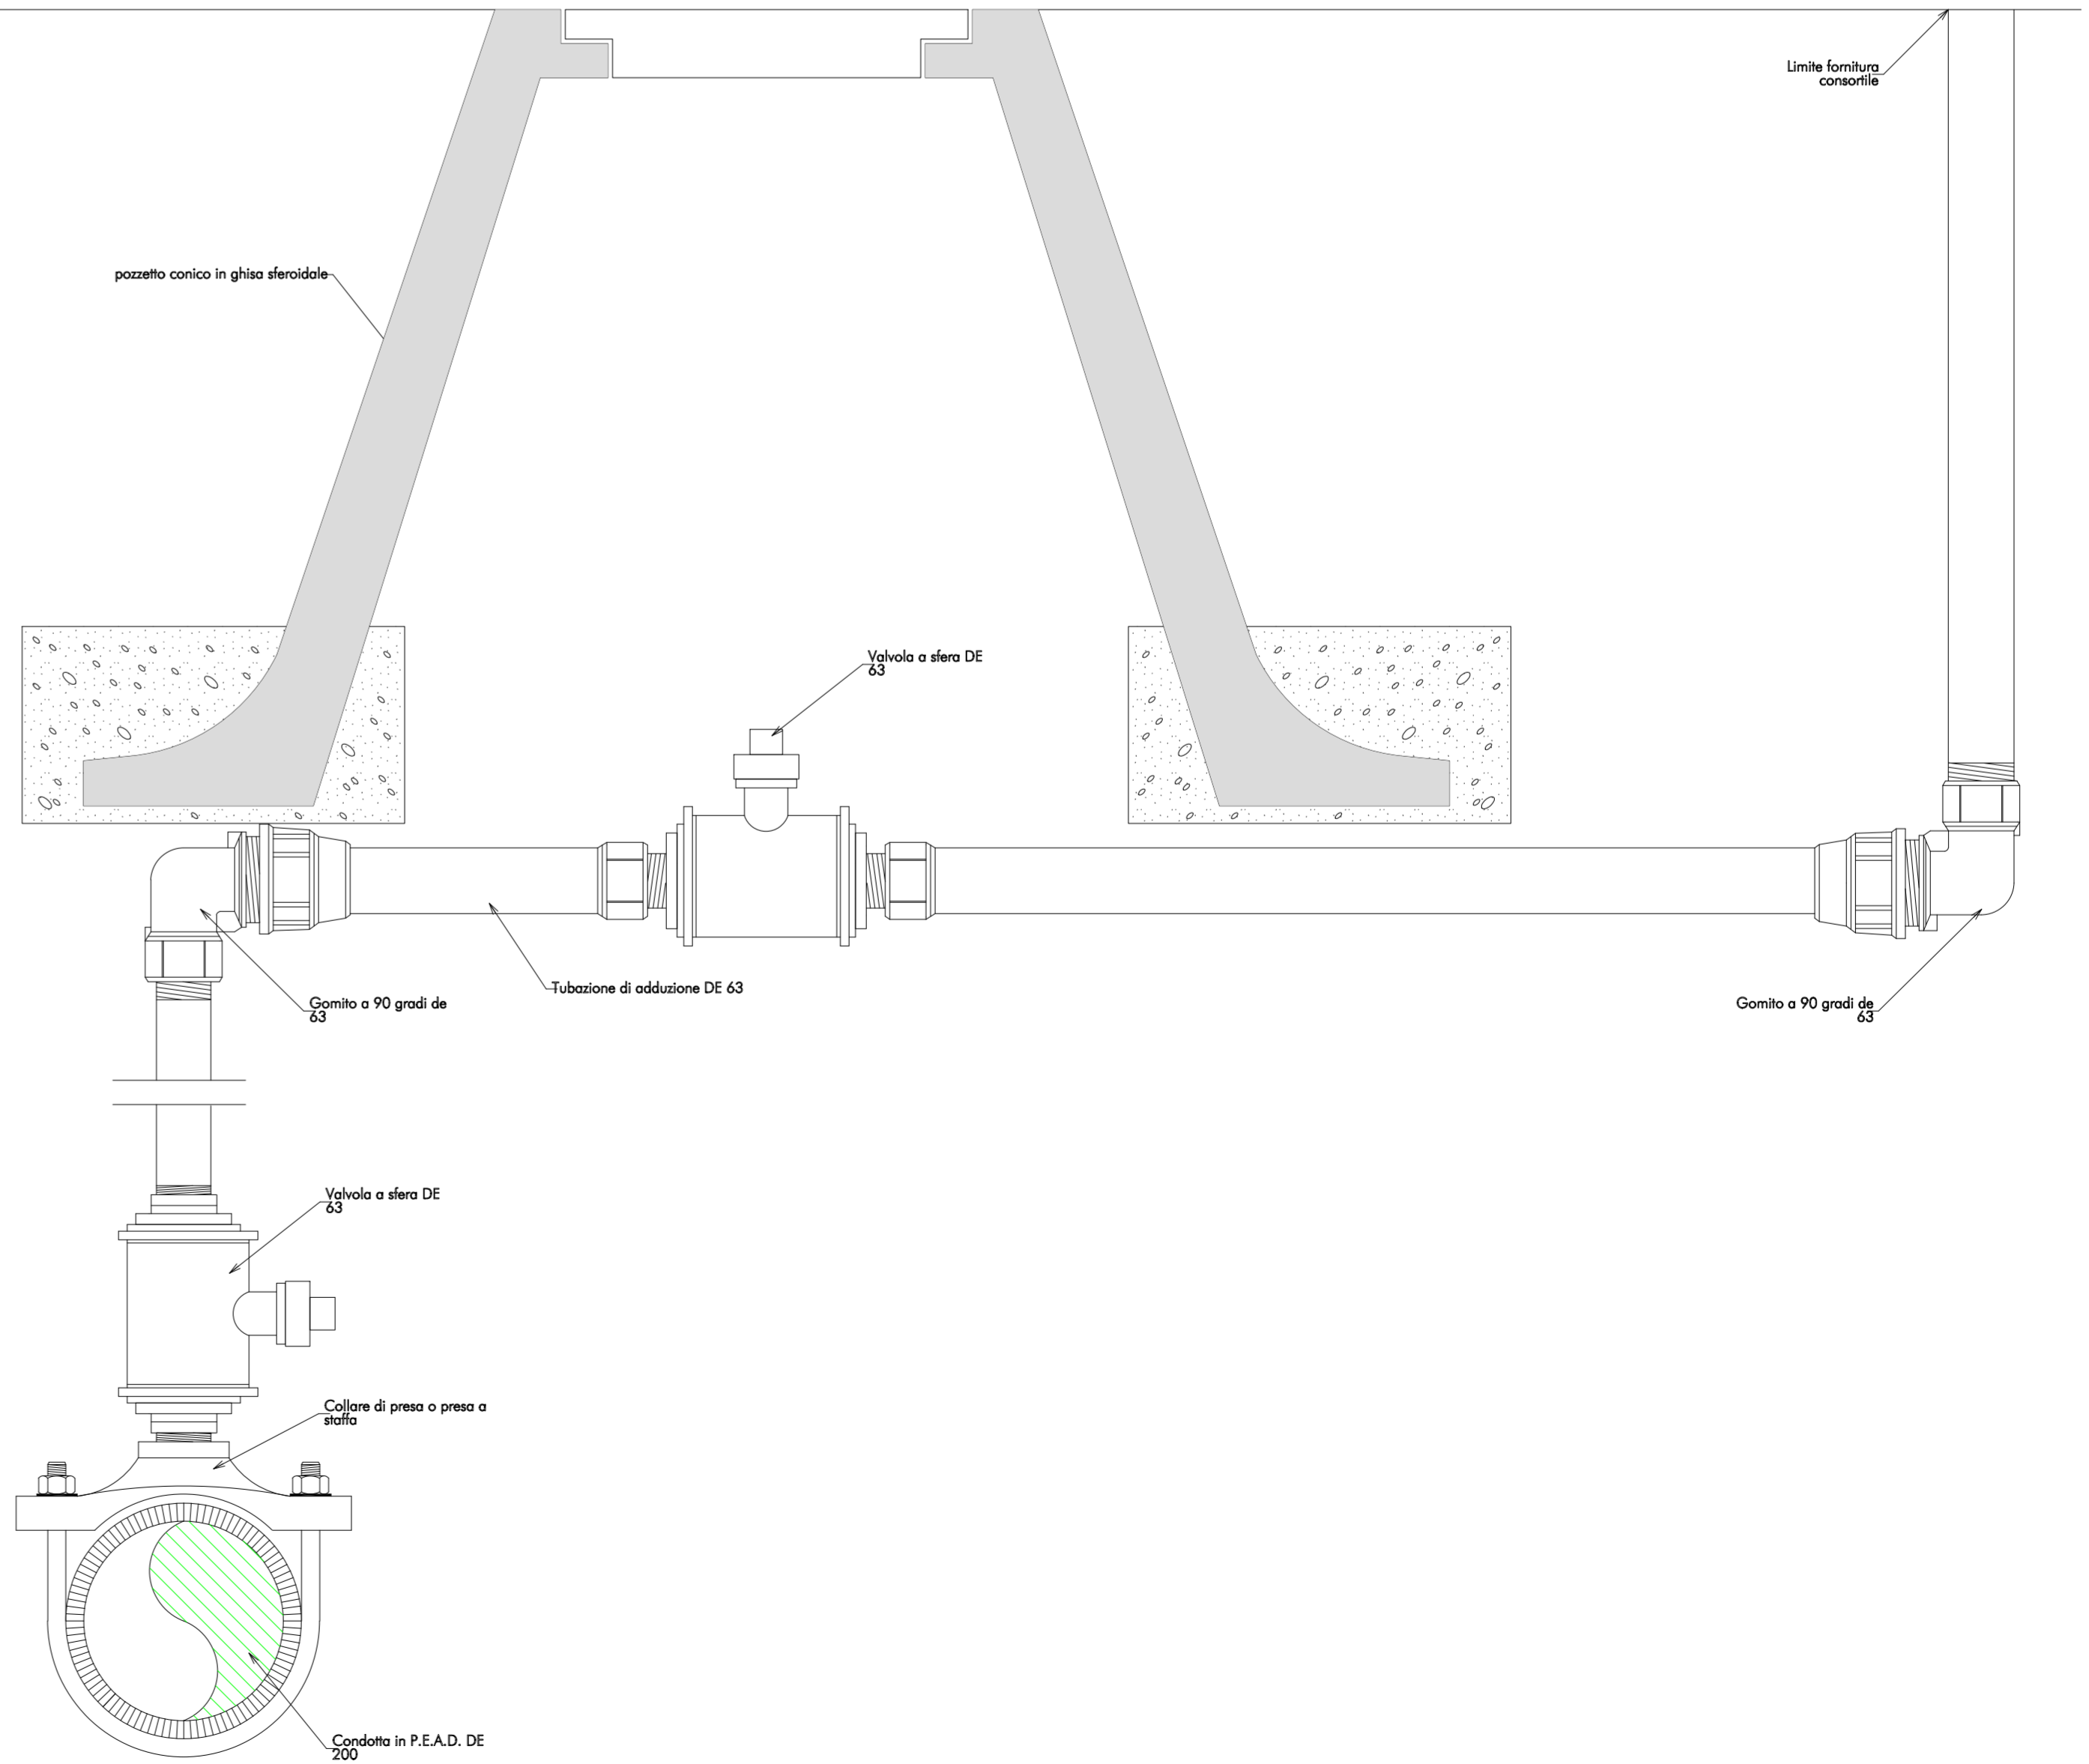 Limite fornitura
consortile
pozzetto conico in ghisa sferoidale
Valvola a sfera DE
63
Tubazione di adduzione DE 63
Gomito a 90 gradi de
63
Gomito a 90 gradi de
63
Valvola a sfera DE
63
Collare di presa o presa a
staffa
Condotta in P.E.A.D. DE
200